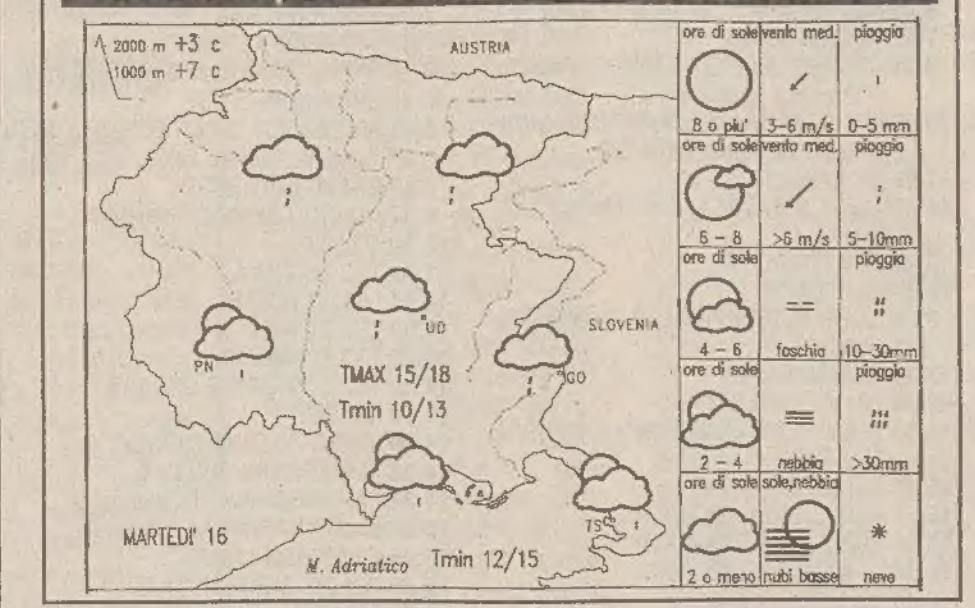 2000 m +3 c
1000 m +7 c
AUSTRIA
SLOVENIA
UD
PN
GO
TMAX 15/18
Tmin 10/13
TS
MARTEDI' 16
M. Adriatico
Tmin 12/15
ore di sole vento med. pioggia
8 o piu' 3-6 m/s 0-5 mm
ore di sole vento med. pioggia
6 - 8 >6 m/s 5-10mm
ore di sole pioggia
4 - 6 foschia 10-30mm
ore di sole pioggia
2 - 4 nebbia >30mm
ore di sole sole,nebbia
2 o meno nubi basse neve